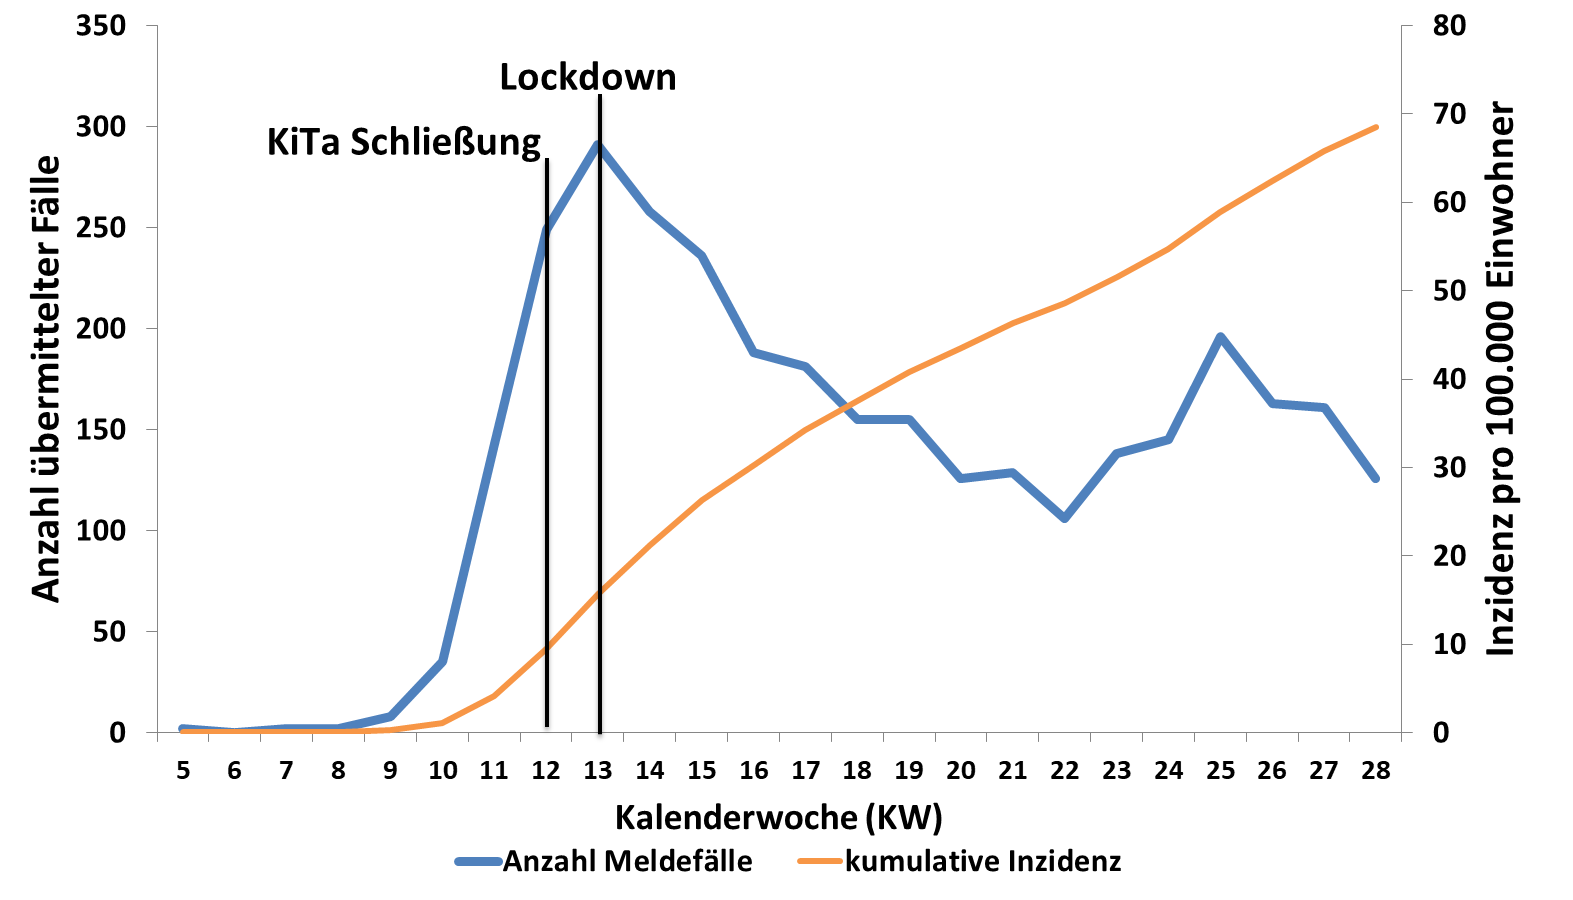 Lockdown
KiTa Schließung
Anzahl übermittelter Fälle
350
300
250
200
150
100
50
0
80
70
60
50
40
30
20
10
0
Inzidenz pro 100.000 Einwohner
5 6 7 8 9 10 11 12 13 14 15 16 17 18 19 20 21 22 23 24 25 26 27 28
Kalenderwoche (KW)
Anzahl Meldefälle kumulative Inzidenz